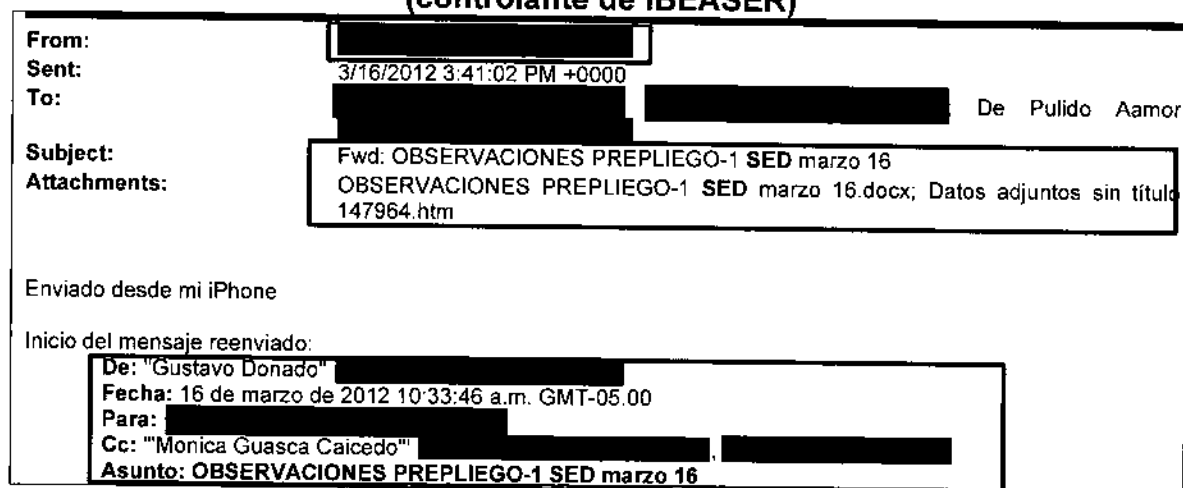 (controlante de IBEASER)
From:
Sent: 3/16/2012 3:41:02 PM +0000
To: De Pulido Aamor
Subject: Fwd: OBSERVACIONES PREPLIEGO-1 SED marzo 16
Attachments: OBSERVACIONES PREPLIEGO-1 SED marzo 16.docx; Datos adjuntos sin título
147964.htm
Enviado desde mi iPhone
Inicio del mensaje reenviado:
De: "Gustavo Donado"
Fecha: 16 de marzo de 2012 10:33:46 a.m. GMT-05.00
Para:
Cc: "'Monica Guasca Caicedo'" ,
Asunto: OBSERVACIONES PREPLIEGO-1 SED marzo 16